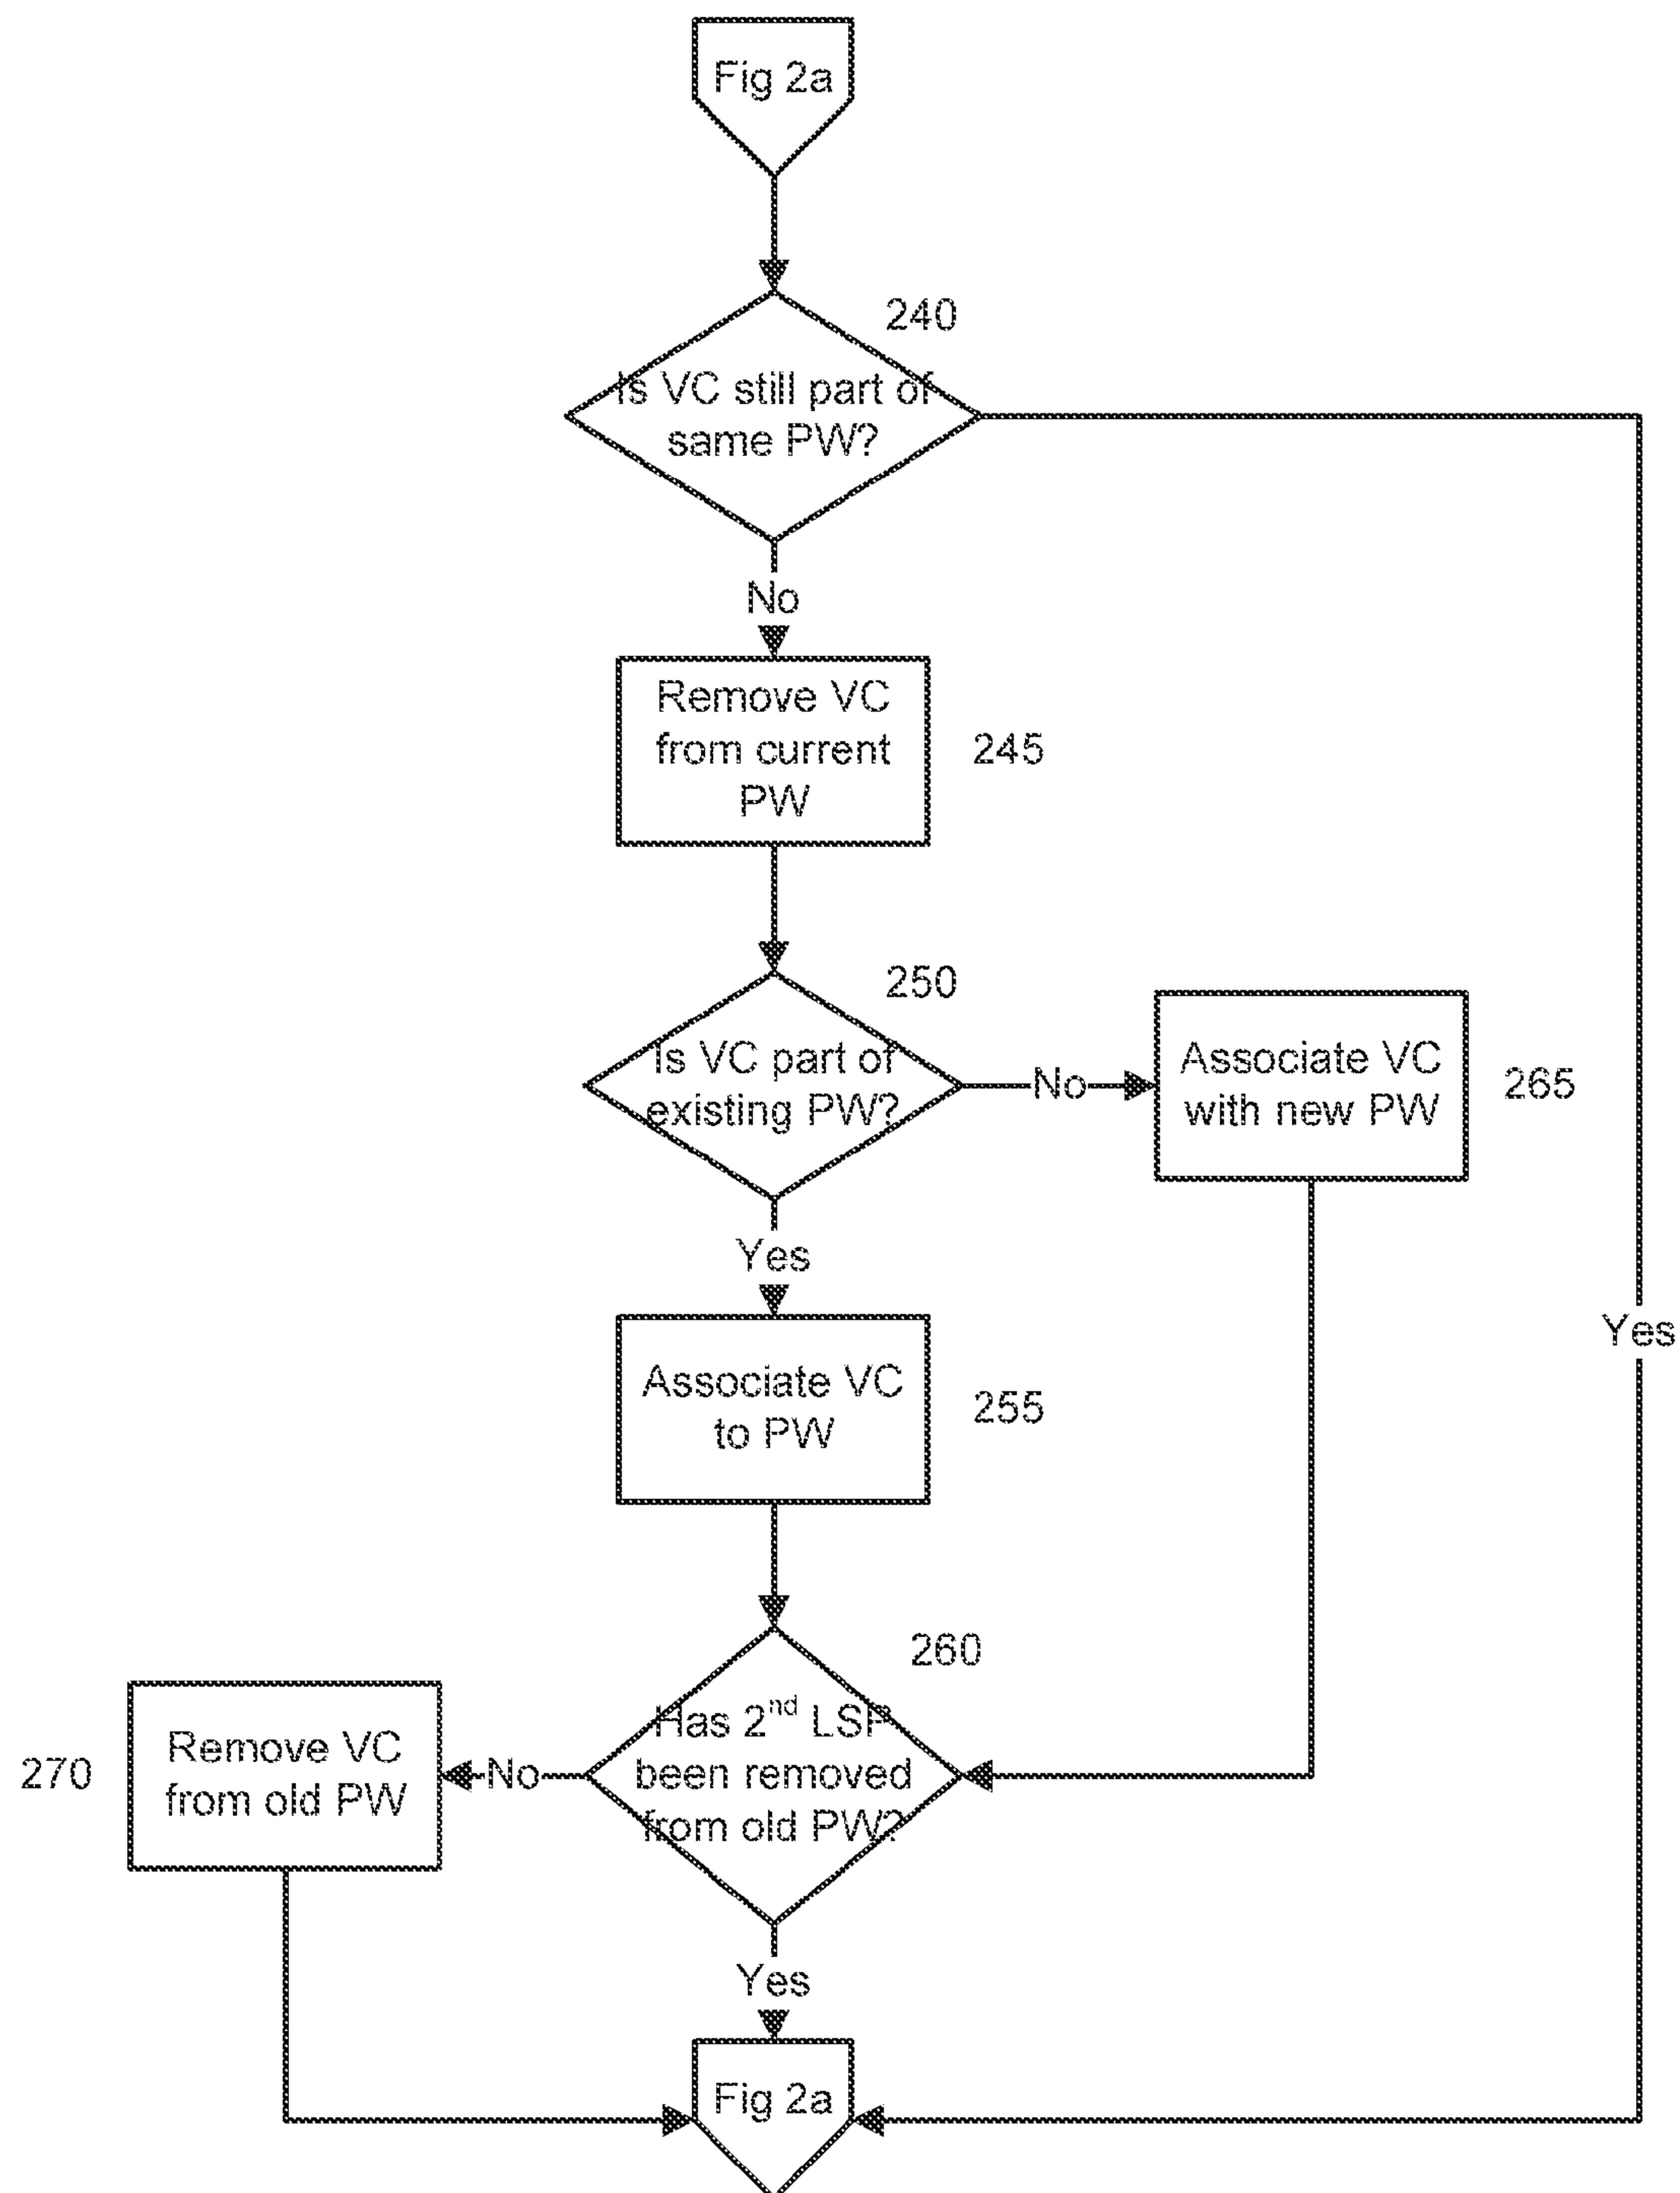 Fig 2a
240
Is VC still part of
same PW?
No
Remove VC
from current
PW
245
250
Is VC part of
existing PW?
No
Associate VC
with new PW
265
Yes
Associate VC
to PW
255
Yes
260
Has 2nd LSP
been removed
from old PW?
No
Remove VC
from old PW
270
Yes
Fig 2a